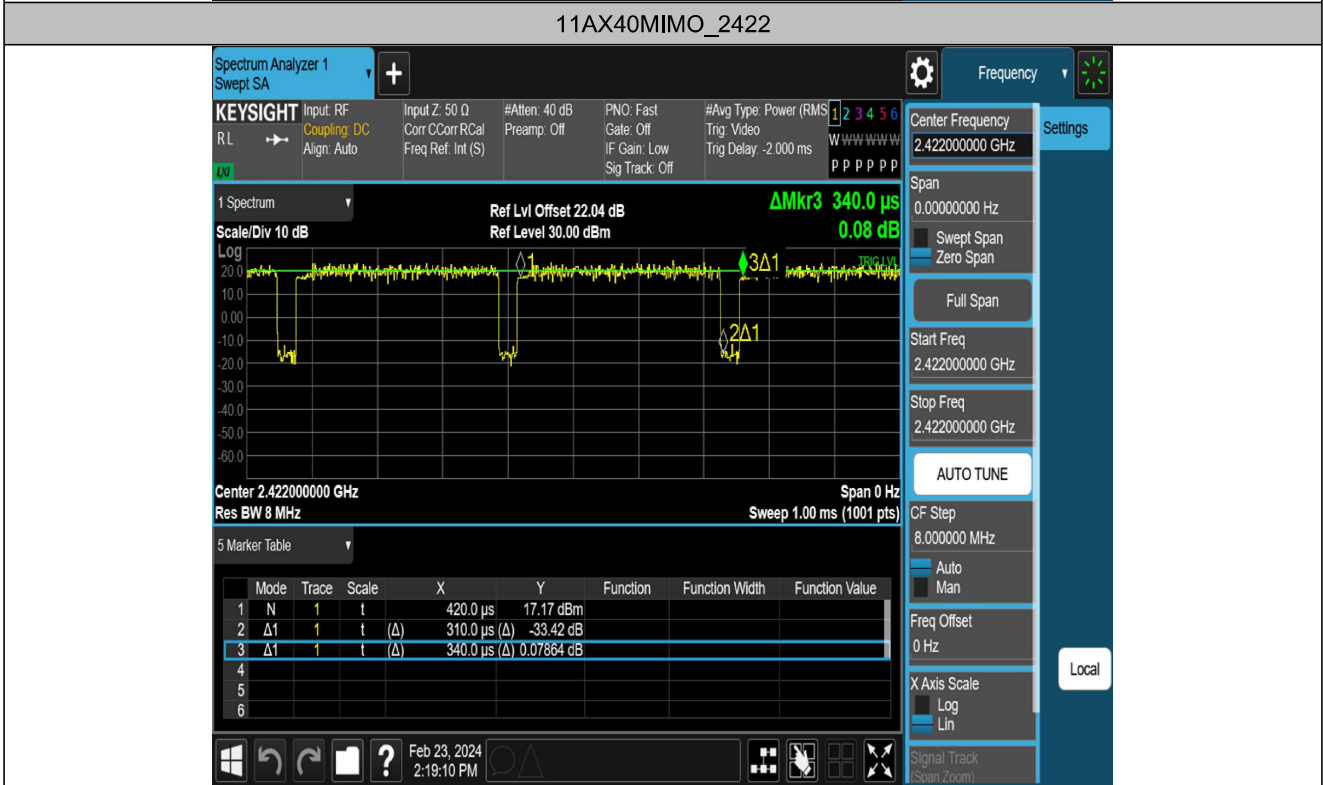 11AX40MIMO_2422
Spectrum Analyzer 1
Swept SA
+
Frequency
KEYSIGHT
RL
LXI
Input: RF
Coupling: DC
Align: Auto
Input Z: 50 Ω
Corr CCorr RCal
Freq Ref: Int (S)
#Atten: 40 dB
Preamp: Off
PNO: Fast
Gate: Off
IF Gain: Low
Sig Track: Off
#Avg Type: Power (RMS
Trig: Video
Trig Delay: -2.000 ms
1 2 3 4 5 6
W W W W W W
P P P P P P
Center Frequency
2.422000000 GHz
Settings
1 Spectrum
Scale/Div 10 dB
Ref Lvl Offset 22.04 dB
Ref Level 30.00 dBm
ΔMkr3 340.0 μs
0.08 dB
Log
20.0
10.0
0.00
-10.0
-20.0
-30.0
-40.0
-50.0
-60.0
1
3Δ1
TRIG LVL
2Δ1
Center 2.422000000 GHz
Res BW 8 MHz
Span 0 Hz
Sweep 1.00 ms (1001 pts)
Span
0.00000000 Hz
Swept Span
Zero Span
Full Span
Start Freq
2.422000000 GHz
Stop Freq
2.422000000 GHz
AUTO TUNE
CF Step
8.000000 MHz
Auto
Man
Freq Offset
0 Hz
X Axis Scale
Log
Lin
Signal Track
(Span Zoom)
Local
5 Marker Table
Mode Trace Scale X Y Function Function Width Function Value
1 N 1 t 420.0 μs 17.17 dBm
2 Δ1 1 t (Δ) 310.0 μs (Δ) -33.42 dB
3 Δ1 1 t (Δ) 340.0 μs (Δ) 0.07864 dB
4
5
6
?
Feb 23, 2024
2:19:10 PM